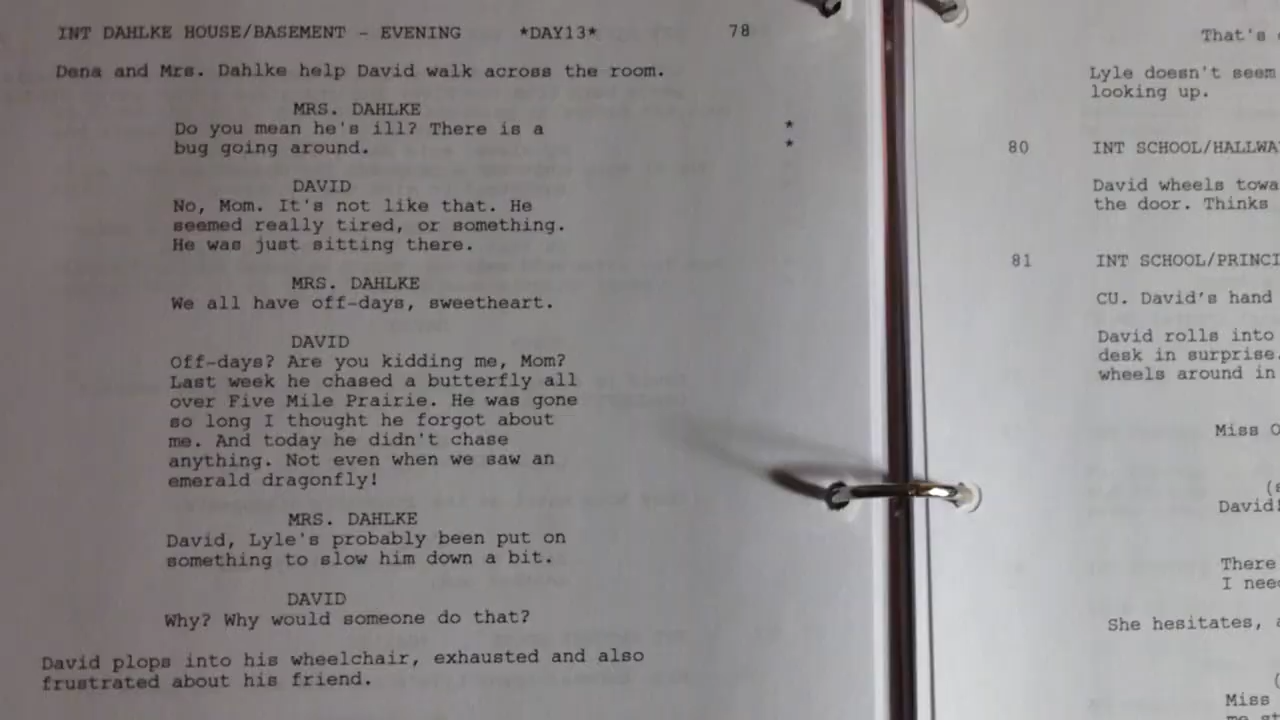 INT DAHLKE HOUSE/BASEMENT - EVENING *DAY13* 78
Dena and Mrs. Dahlke help David walk across the room.
MRS. DAHLKE
Do you mean he's ill? There is a *
bug going around. *
DAVID
No, Mom. It's not like that. He
seemed really tired, or something.
He was just sitting there.
MRS. DAHLKE
We all have off-days, sweetheart.
DAVID
Off-days? Are you kidding me, Mom?
Last week he chased a butterfly all
over Five Mile Prairie. He was gone
so long I thought he forgot about
me. And today he didn't chase
anything. Not even when we saw an
emerald dragonfly!
MRS. DAHLKE
David, Lyle's probably been put on
something to slow him down a bit.
DAVID
Why? Why would someone do that?
David plops into his wheelchair, exhausted and also
frustrated about his friend.
That's
Lyle doesn't seem
looking up.
80 INT SCHOOL/HALLWA
David wheels towa
the door. Thinks
81 INT SCHOOL/PRINCI
CU. David's hand
David rolls into
desk in surprise.
wheels around in
Miss O
(s
David!
There
I nee
She hesitates, a
(
Miss
me st